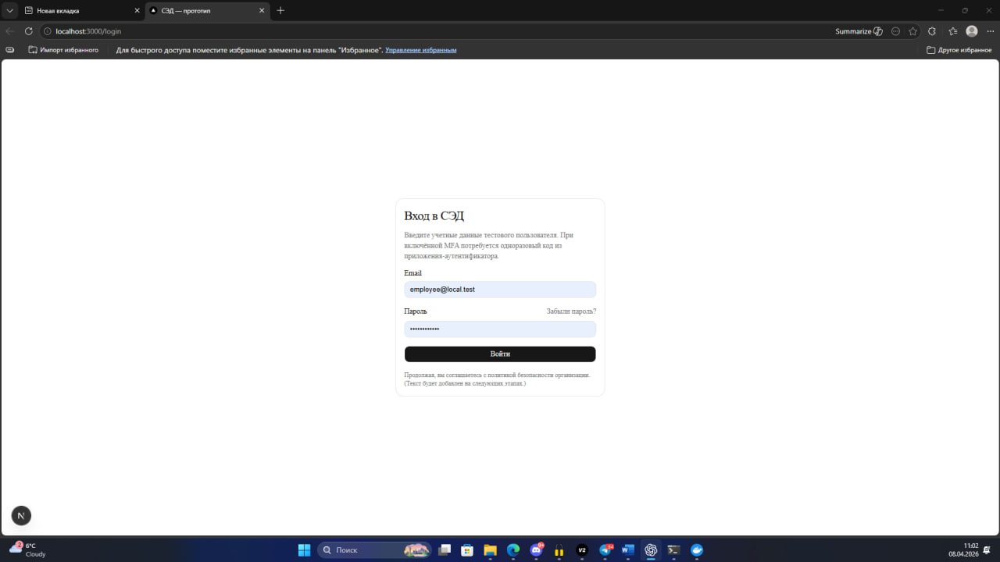 Новая вкладка
СЭД — прототип
localhost:3000/login
Summarize
Импорт избранного
Для быстрого доступа поместите избранные элементы на панель "Избранное". Управление избранным
Другое избранное
Вход в СЭД
Введите учетные данные тестового пользователя. При
включённой MFA потребуется одноразовый код из
приложения-аутентификатора.
Email
employee@local.test
Пароль
Забыли пароль?
••••••••••••
Войти
Продолжая, вы соглашаетесь с политикой безопасности организации.
(Текст будет добавлен на следующих этапах.)
N
2
6°C
Cloudy
Поиск
9+
V2
W
11:02
08.04.2026